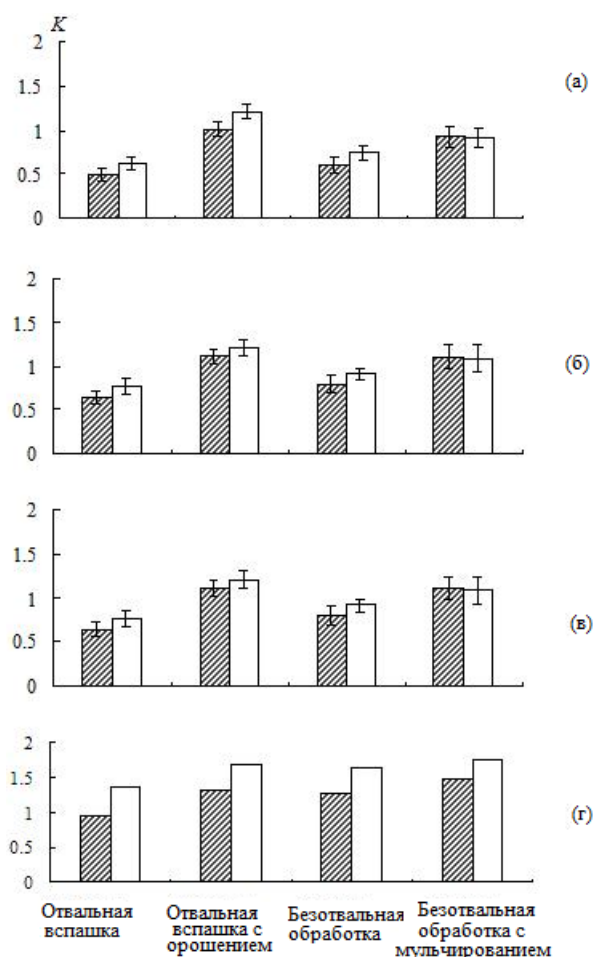 K
2
1.5
1
0.5
0
(а)
2
1.5
1
0.5
0
(б)
2
1.5
1
0.5
0
(в)
2
1.5
1
0.5
0
(г)
Отвальная
вспашка
Отвальная
вспашка с
орошением
Безотвальная
обработка
Безотвальная
обработка с
мульчированием